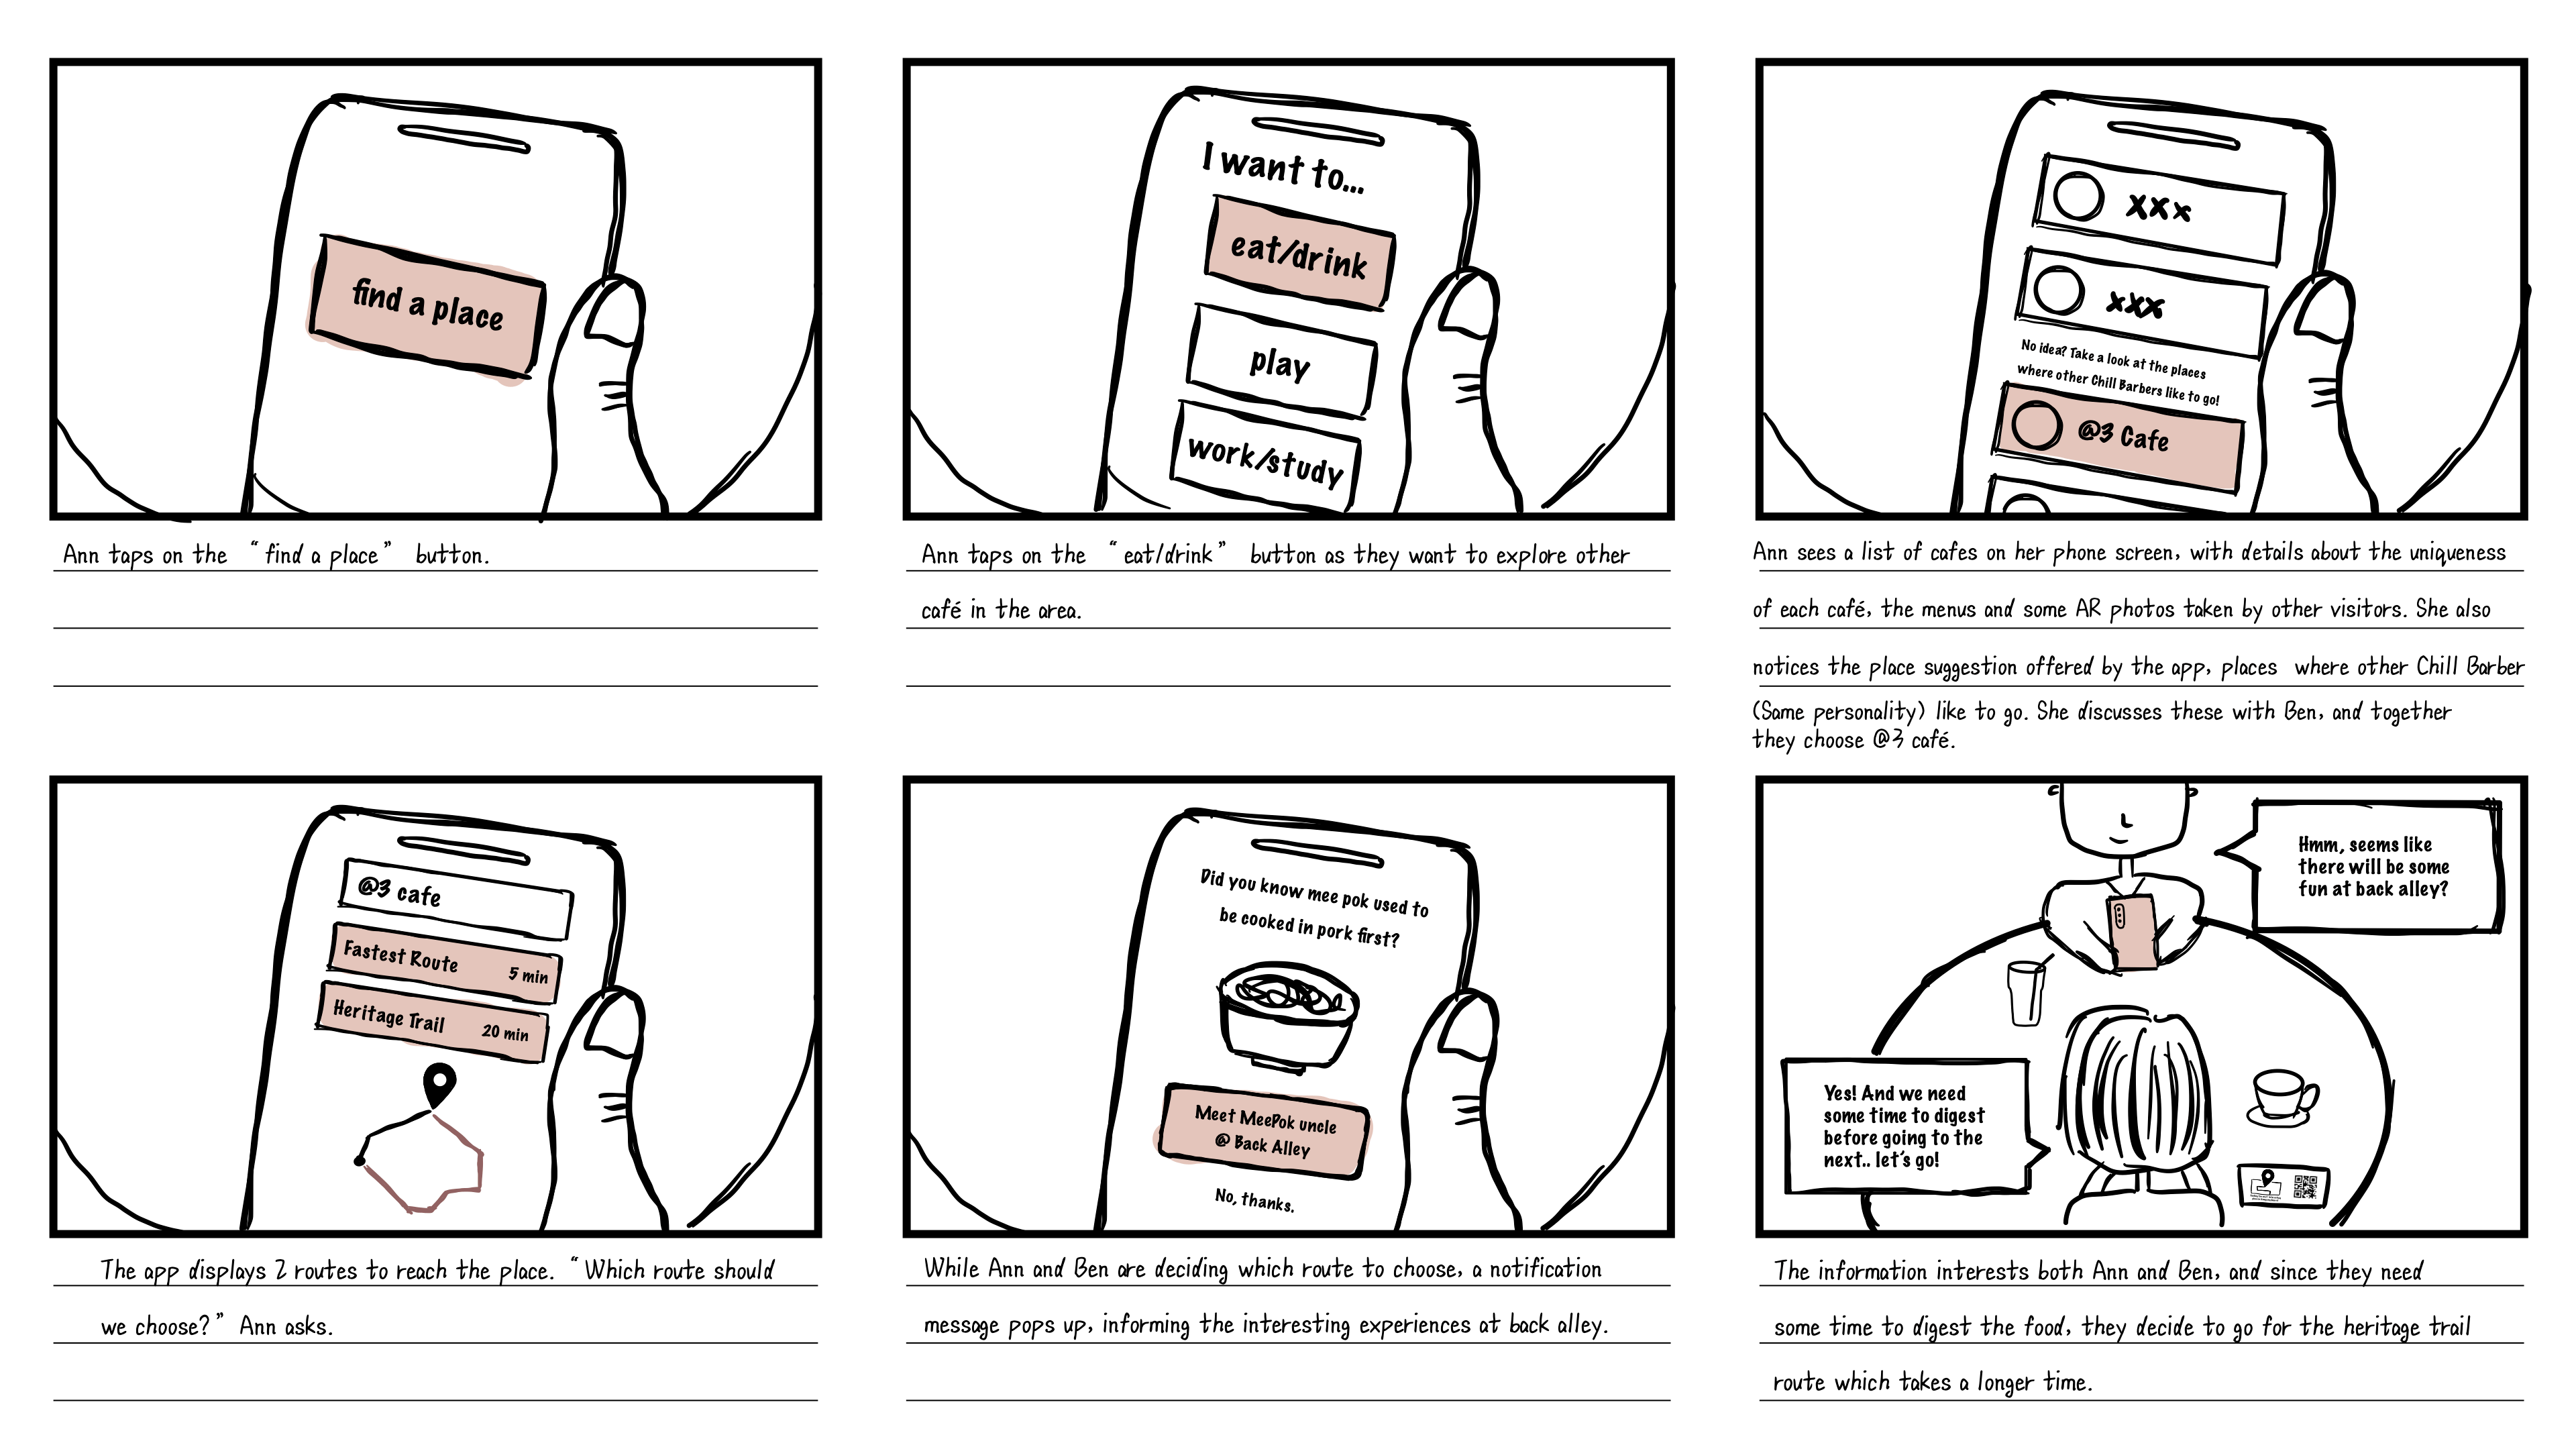 find a place
Ann taps on the “find a place” button.
I want to...
eat/drink
play
work/study
Ann taps on the “eat/drink” button as they want to explore other
café in the area.
xxx
xxx
No idea? Take a look at the places
where other Chill Barbers like to go!
@3 Cafe
Ann sees a list of cafes on her phone screen, with details about the uniqueness
of each café, the menus and some AR photos taken by other visitors. She also
notices the place suggestion offered by the app, places where other Chill Barber
(Same personality) like to go. She discusses these with Ben, and together
they choose @3 café.
@3 cafe
Fastest Route 5 min
Heritage Trail 20 min
The app displays 2 routes to reach the place. “Which route should
we choose?” Ann asks.
Did you know mee pok used to
be cooked in pork first?
Meet MeePok uncle
@ Back Alley
No, thanks.
While Ann and Ben are deciding which route to choose, a notification
message pops up, informing the interesting experiences at back alley.
Hmm, seems like
there will be some
fun at back alley?
Yes! And we need
some time to digest
before going to the
next.. let's go!
The information interests both Ann and Ben, and since they need
some time to digest the food, they decide to go for the heritage trail
route which takes a longer time.